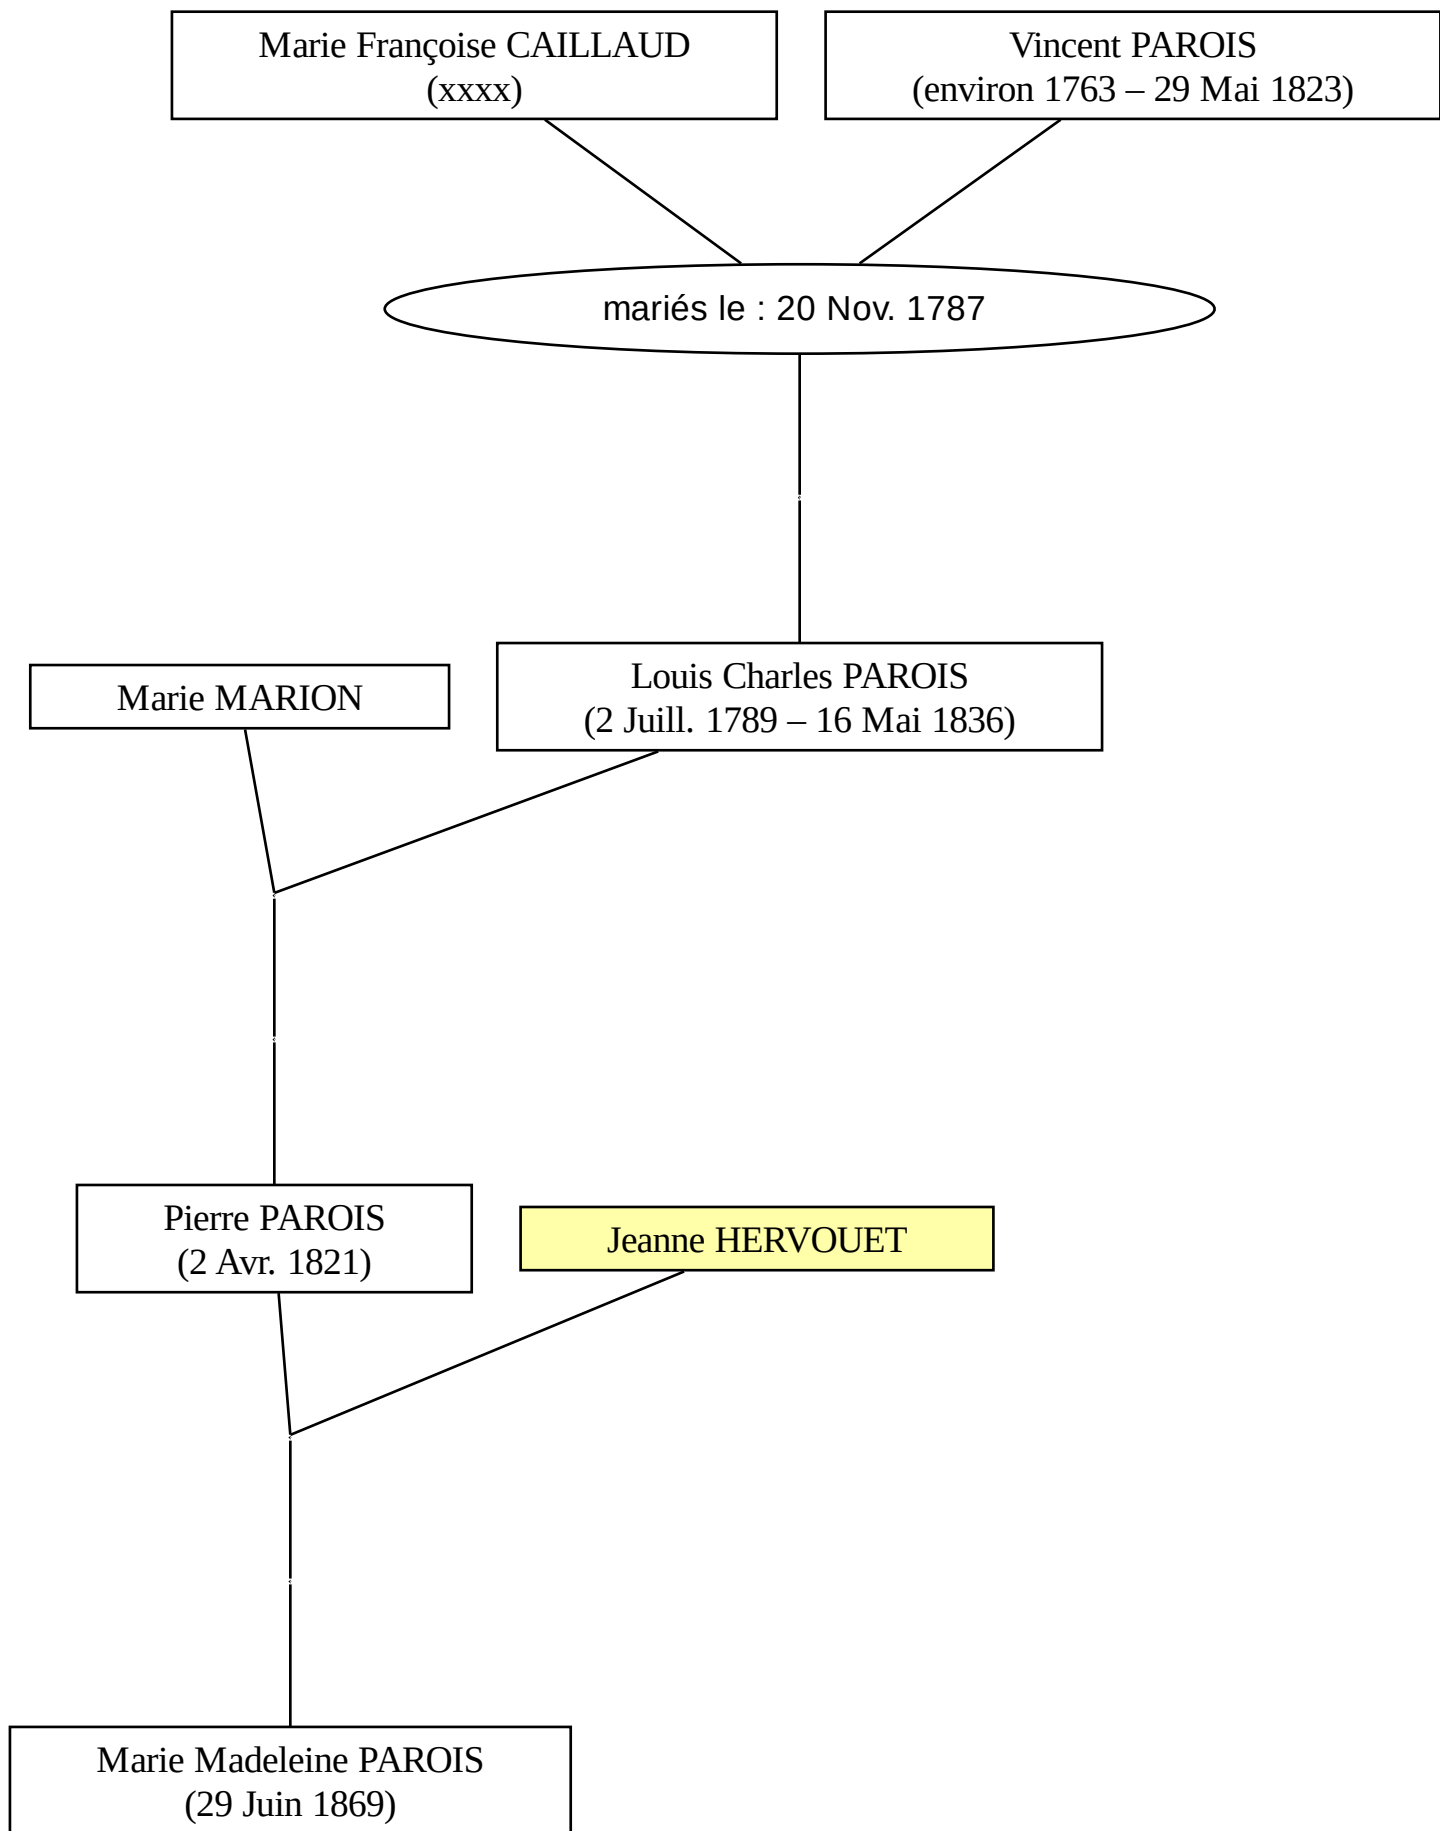 Marie Françoise CAILLAUD
(xxxx)
Vincent PAROIS
(environ 1763 – 29 Mai 1823)
mariés le : 20 Nov. 1787
Marie MARION
Louis Charles PAROIS
(2 Juill. 1789 – 16 Mai 1836)
Pierre PAROIS
(2 Avr. 1821)
Jeanne HERVOUET
Marie Madeleine PAROIS
(29 Juin 1869)